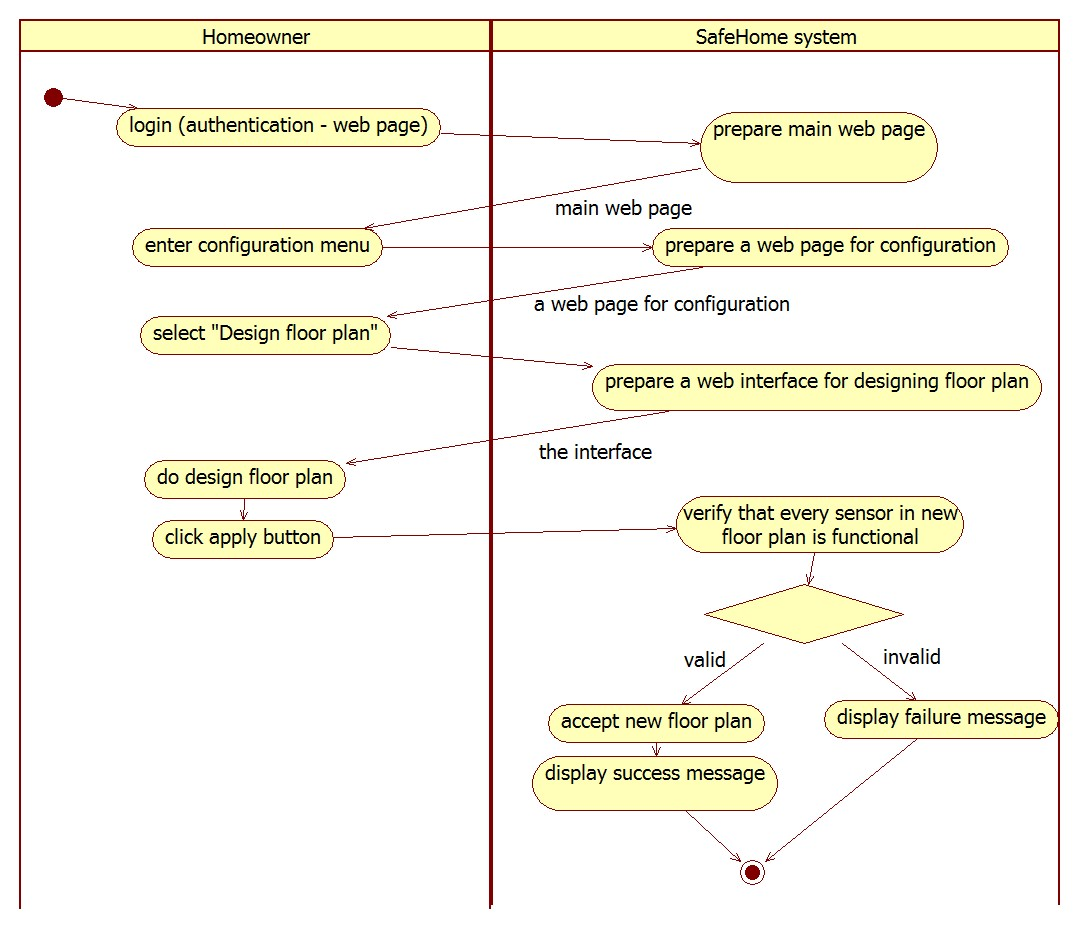 Homeowner
SafeHome system
login (authentication - web page)
prepare main web page
main web page
enter configuration menu
prepare a web page for configuration
a web page for configuration
select "Design floor plan"
prepare a web interface for designing floor plan
the interface
do design floor plan
click apply button
verify that every sensor in new
floor plan is functional
valid
invalid
accept new floor plan
display failure message
display success message